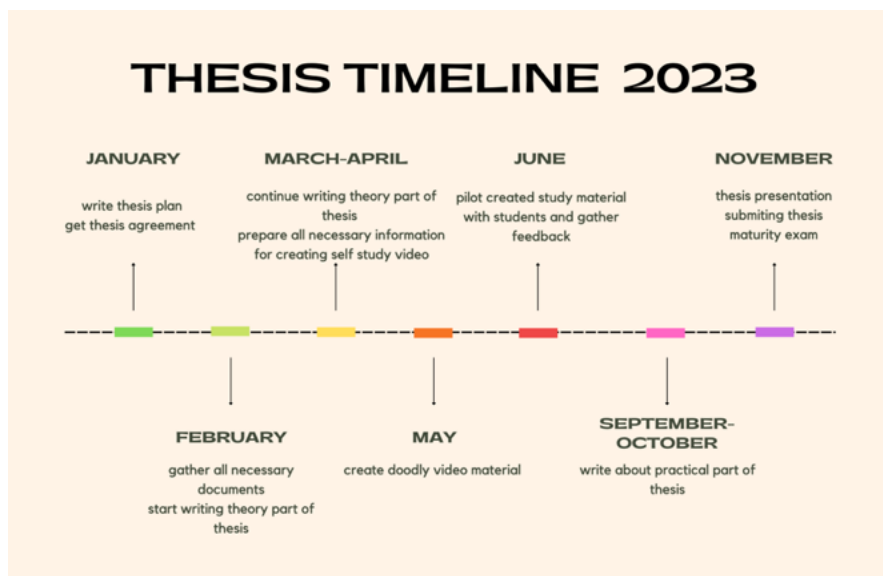 THESIS TIMELINE 2023
JANUARY
write thesis plan
get thesis agreement
MARCH-APRIL
continue writing theory part of
thesis
prepare all necessary information
for creating self study video
JUNE
pilot created study material
with students and gather
feedback
NOVEMBER
thesis presentation
submiting thesis
maturity exam
FEBRUARY
gather all necessary
documents
start writing theory part of
thesis
MAY
create doodly video material
SEPTEMBER-
OCTOBER
write about practical part of
thesis